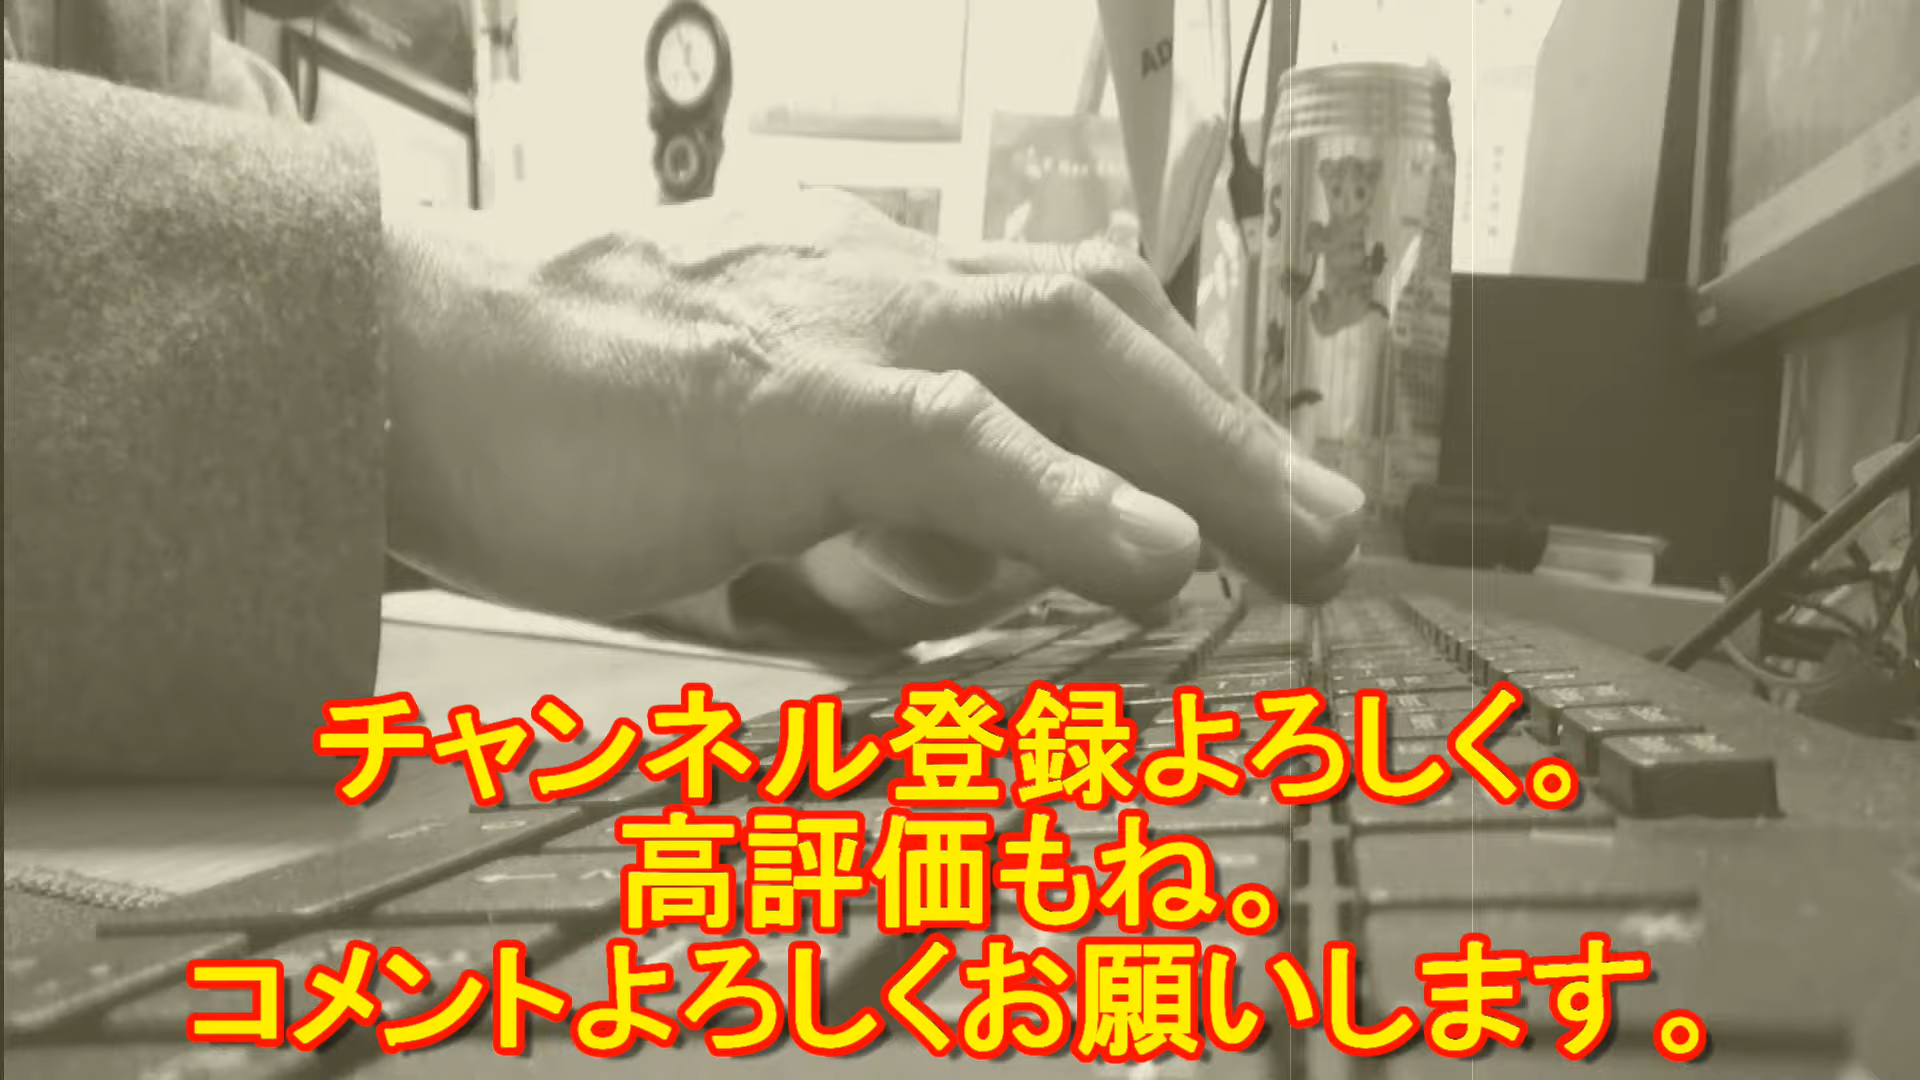 AD
チャンネル登録よろしく。
高評価もね。
コメントよろしくお願いします。